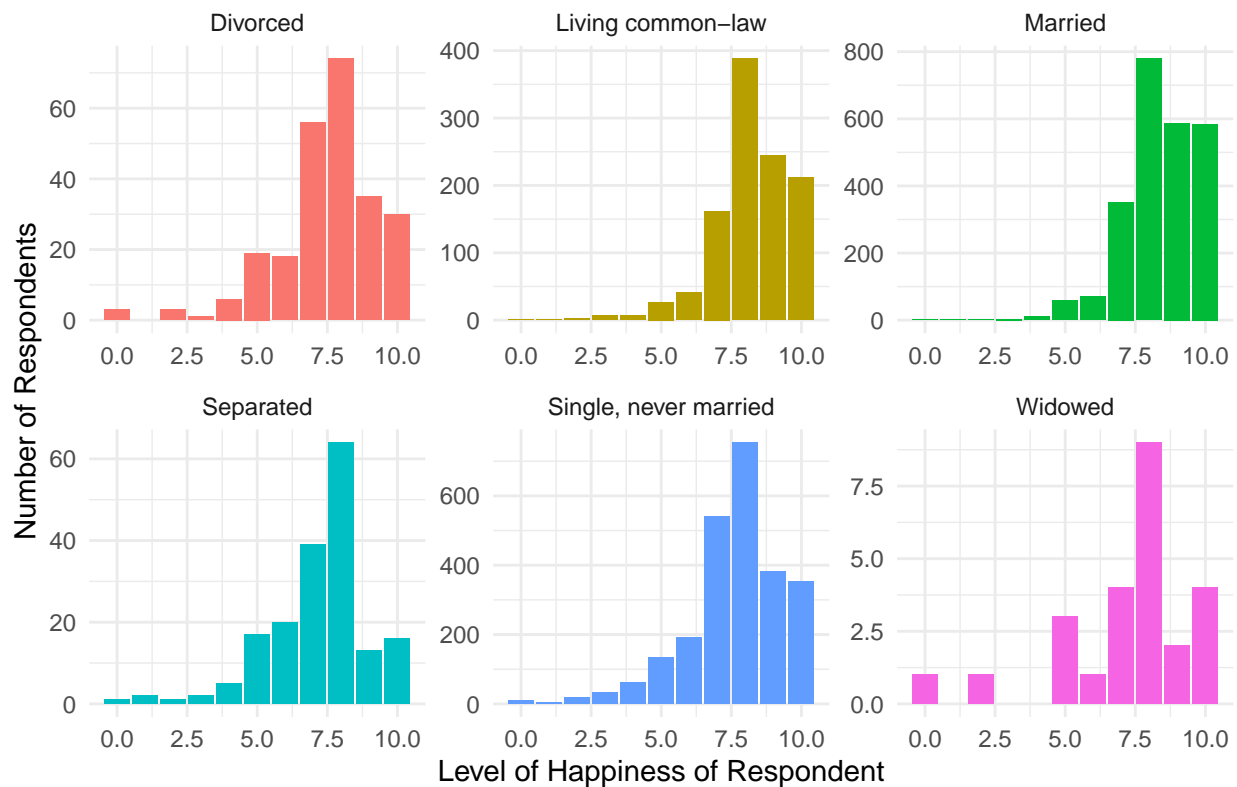 Divorced
Living common−law
Married
Number of Respondents
60
40
20
0
0.0 2.5 5.0 7.5 10.0
400
300
200
100
0
0.0 2.5 5.0 7.5 10.0
800
600
400
200
0
0.0 2.5 5.0 7.5 10.0
Separated
Single, never married
Widowed
60
40
20
0
0.0 2.5 5.0 7.5 10.0
600
400
200
0
0.0 2.5 5.0 7.5 10.0
7.5
5.0
2.5
0.0
0.0 2.5 5.0 7.5 10.0
Level of Happiness of Respondent